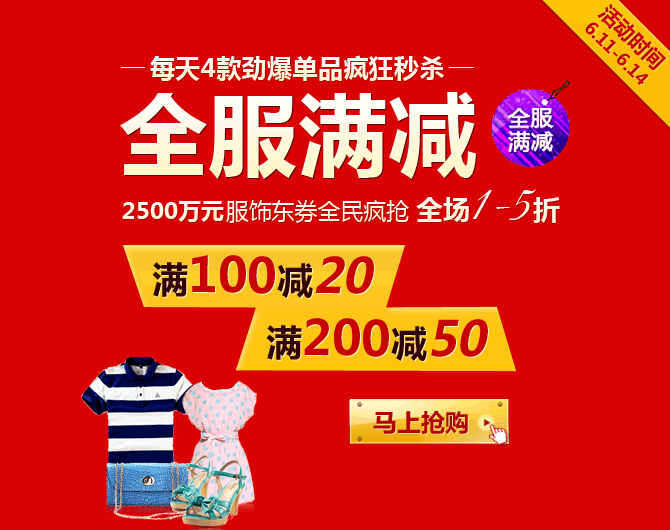 活动时间
6.11-6.14
每天4款劲爆单品疯狂秒杀
全服满减
全服
满减
2500万元服饰东券全民疯抢 全场1-5折
满100减20
满200减50
马上抢购